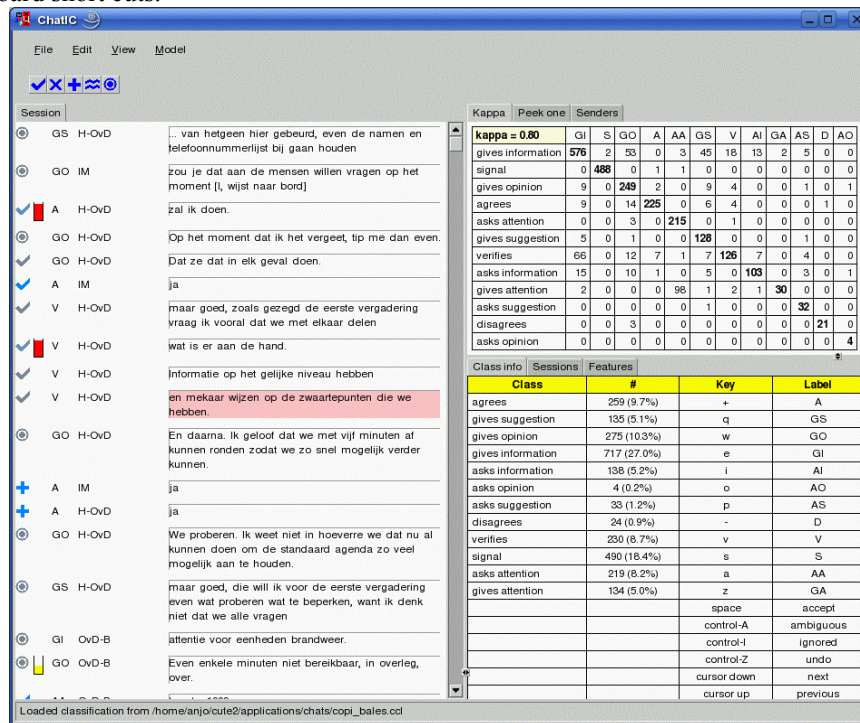 board short cuts.
ChatIC
File Edit View Model
Session
GS H-OvD ... van hetgeen hier gebeurd, even de namen en
telefoonnummerlijst bij gaan houden
GO IM zou je dat aan de mensen willen vragen op het
moment [I, wijst naar bord]
A H-OvD zal ik doen.
GO H-OvD Op het moment dat ik het vergeet, tip me dan even.
GO H-OvD Dat ze dat in elk geval doen.
A IM ja
V H-OvD maar goed, zoals gezegd de eerste vergadering
vraag ik vooral dat we met elkaar delen
V H-OvD wat is er aan de hand.
V H-OvD Informatie op het gelijke niveau hebben
V H-OvD en mekaar wijzen op de zwaartepunten die we
hebben.
GO H-OvD En daarna. Ik geloof dat we met vijf minuten af
kunnen ronden zodat we zo snel mogelijk verder
kunnen.
A IM ja
A H-OvD ja
GO H-OvD We proberen. Ik weet niet in hoeverre we dat nu al
kunnen doen om de standaard agenda zo veel
mogelijk aan te houden.
GS H-OvD maar goed, die will ik voor de eerste vergadering
even wat proberen wat te beperken, want ik denk
niet dat we alle vragen
GI OvD-B attentie voor eenheden brandweer.
GO OvD-B Even enkele minuten niet bereikbaar, in overleg,
over.
Kappa Peek one Senders
kappa = 0.80 GI S GO A AA GS V AI GA AS D AO
gives information 576 2 53 0 3 45 18 13 2 5 0 0
signal 0 488 0 1 1 0 0 0 0 0 0 0
gives opinion 9 0 249 2 0 9 4 0 0 1 0 1
agrees 9 0 14 225 0 6 4 0 0 0 1 0
asks attention 0 0 3 0 215 0 1 0 0 0 0 0
gives suggestion 5 0 1 0 0 128 0 0 0 1 0 0
verifies 66 0 12 7 1 7 126 7 0 4 0 0
asks information 15 0 10 1 0 5 0 103 0 3 0 1
gives attention 2 0 0 0 98 1 2 1 30 0 0 0
asks suggestion 0 0 0 0 0 1 0 0 0 32 0 0
disagrees 0 0 3 0 0 0 0 0 0 0 21 0
asks opinion 0 0 0 0 0 0 0 0 0 0 0 4
Class info Sessions Features
Class # Key Label
agrees 259 (9.7%) + A
gives suggestion 135 (5.1%) q GS
gives opinion 275 (10.3%) w GO
gives information 717 (27.0%) e GI
asks information 138 (5.2%) i AI
asks opinion 4 (0.2%) o AO
asks suggestion 33 (1.2%) p AS
disagrees 24 (0.9%) - D
verifies 230 (8.7%) v V
signal 490 (18.4%) s S
asks attention 219 (8.2%) a AA
gives attention 134 (5.0%) z GA
space accept
control-A ambiguous
control-I ignored
control-Z undo
cursor down next
cursor up previous
Loaded classification from /home/anjo/cute2/applications/chats/copi_bales.ccl